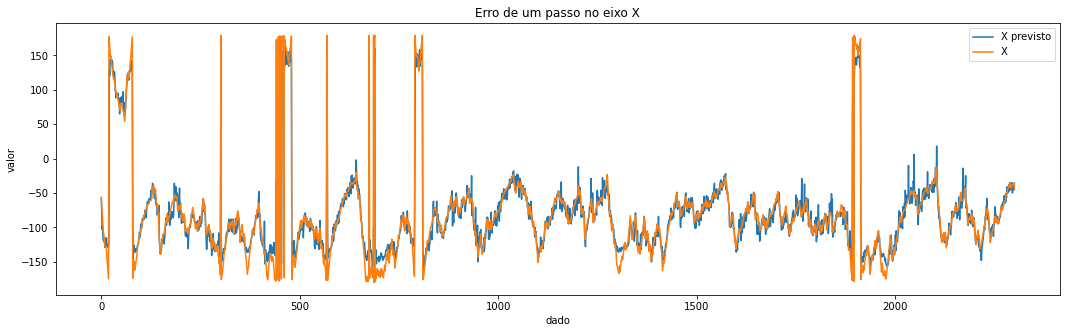 Erro de um passo no eixo X
X previsto
X
valor
150
100
50
0
−50
−100
−150
0
500
1000
1500
2000
dado